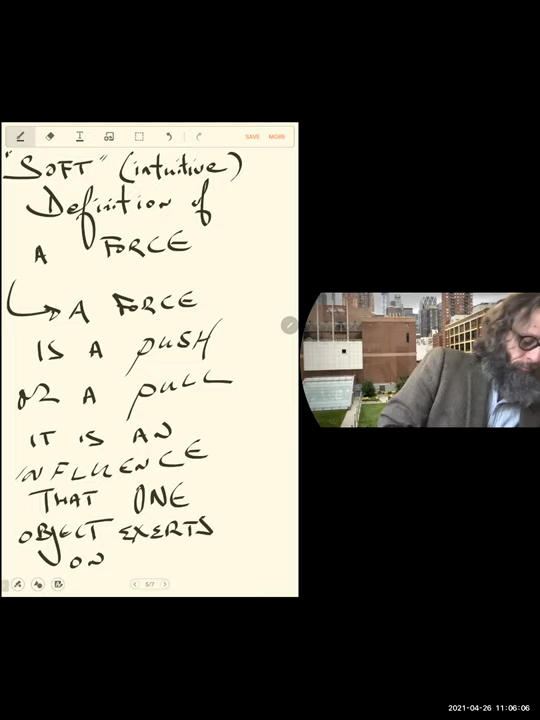 SAVE MORE
"SOFT" (intuitive)
Definition of
A FORCE
A FORCE
IS A PUSH
OR A PULL
IT IS AN
INFLUENCE
THAT ONE
OBJECT EXERTS
ON
5/7
2021-04-26 11:06:06